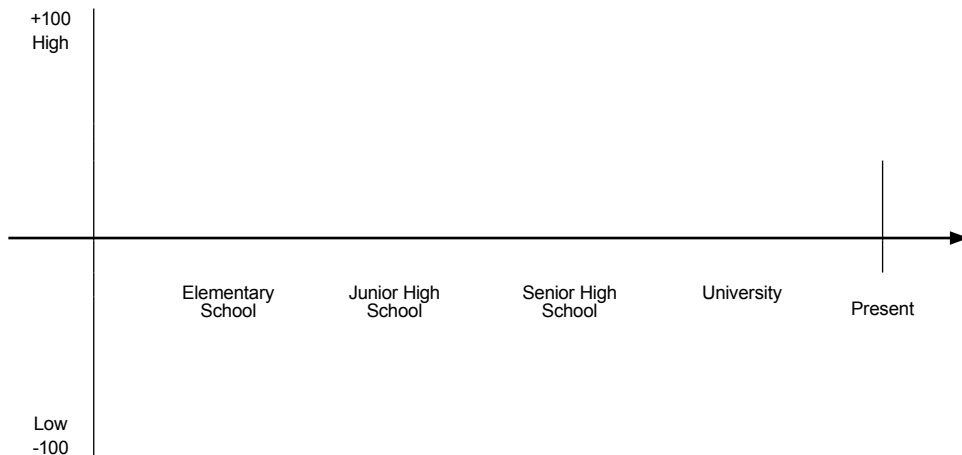 +100
High
Elementary
School
Junior High
School
Senior High
School
University
Present
Low
-100